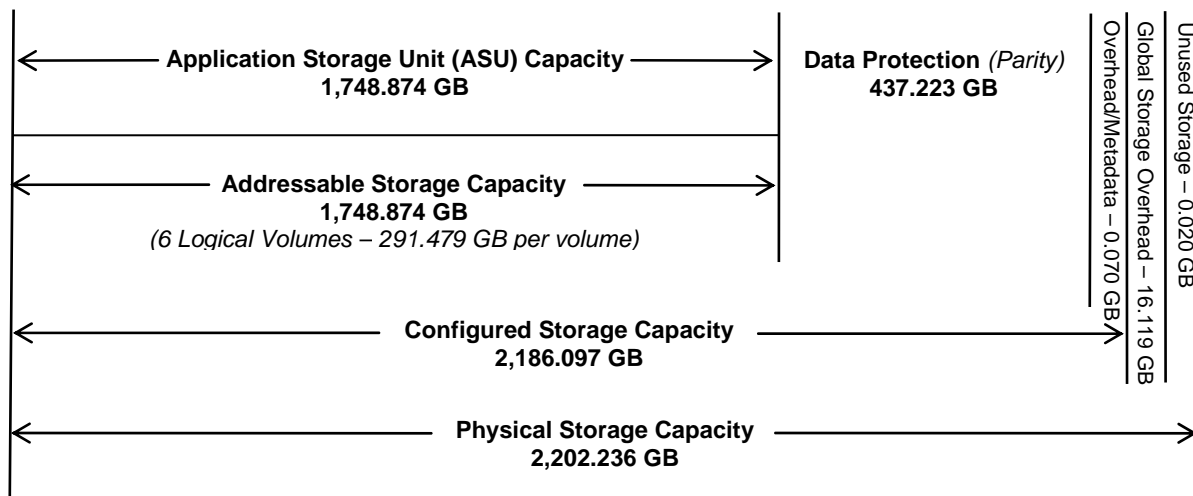 Application Storage Unit (ASU) Capacity
1,748.874 GB
Data Protection (Parity)
437.223 GB
Overhead/Metadata – 0.070 GB
Global Storage Overhead – 16.119 GB
Unused Storage – 0.020 GB
Addressable Storage Capacity
1,748.874 GB
(6 Logical Volumes – 291.479 GB per volume)
Configured Storage Capacity
2,186.097 GB
Physical Storage Capacity
2,202.236 GB